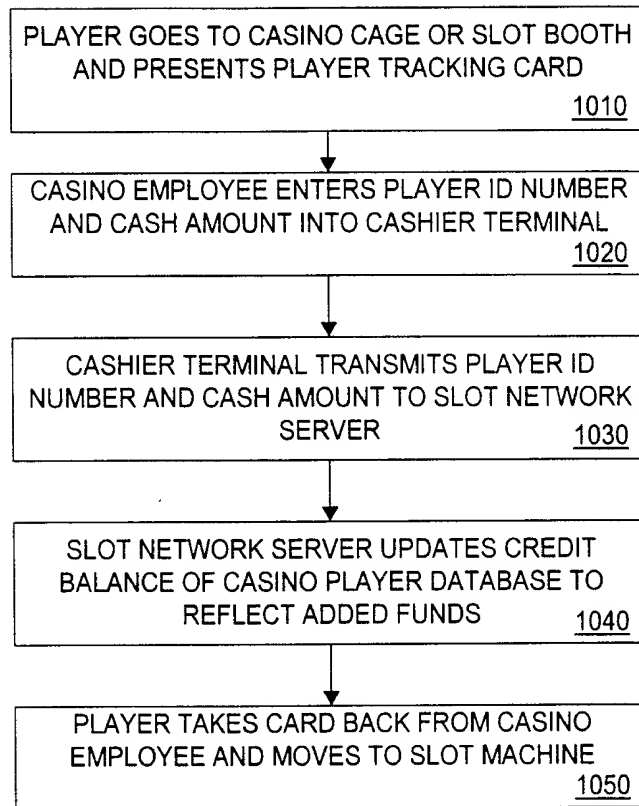 PLAYER GOES TO CASINO CAGE OR SLOT BOOTH
AND PRESENTS PLAYER TRACKING CARD
1010
CASINO EMPLOYEE ENTERS PLAYER ID NUMBER
AND CASH AMOUNT INTO CASHIER TERMINAL
1020
CASHIER TERMINAL TRANSMITS PLAYER ID
NUMBER AND CASH AMOUNT TO SLOT NETWORK
SERVER
1030
SLOT NETWORK SERVER UPDATES CREDIT
BALANCE OF CASINO PLAYER DATABASE TO
REFLECT ADDED FUNDS
1040
PLAYER TAKES CARD BACK FROM CASINO
EMPLOYEE AND MOVES TO SLOT MACHINE
1050